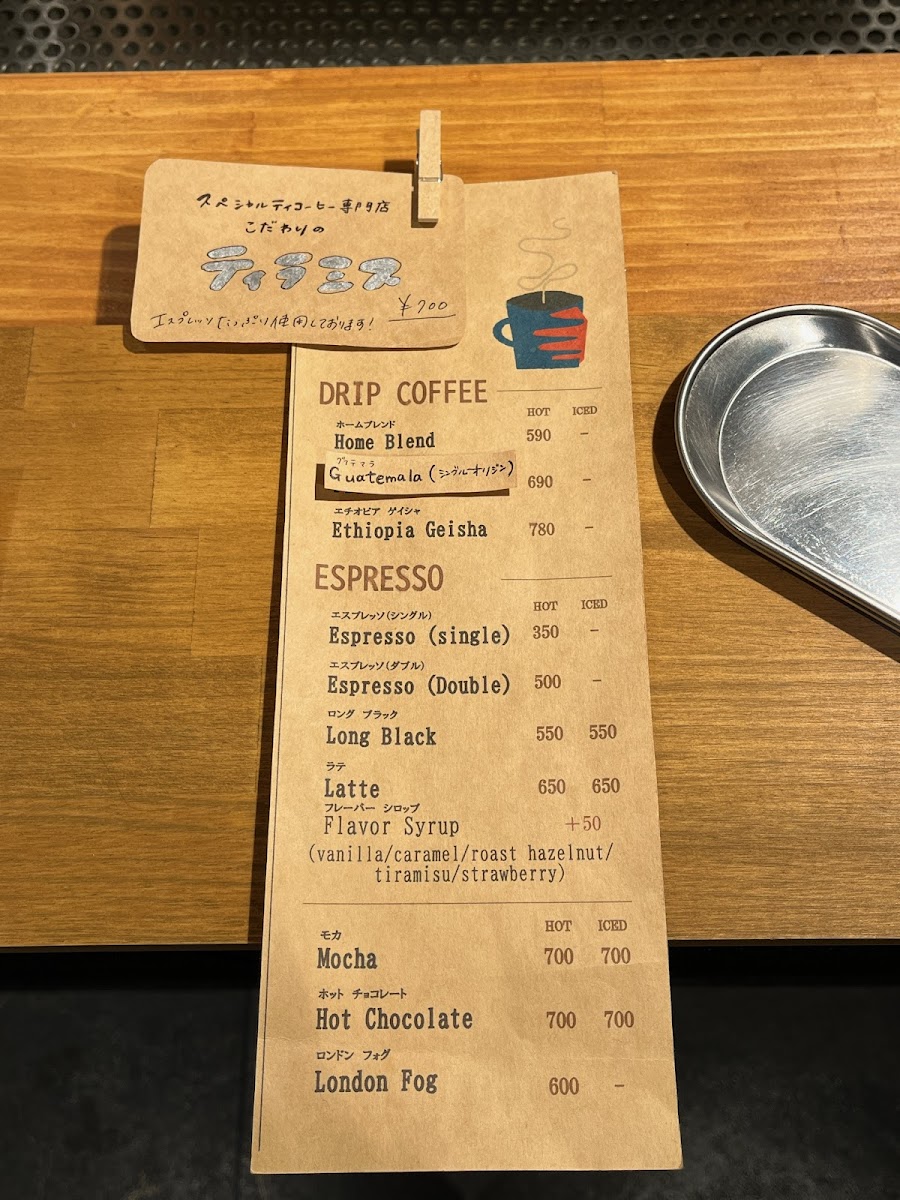 スペシャルティコーヒー専門店
こだわりの
ティラミス
¥700
エスプレッソたっぷり使用しております!
DRIP COFFEE
HOT ICED
ホームブレンド
Home Blend 590 -
グァテマラ
Guatemala (シングルオリジン) 690 -
エチオピア ゲイシャ
Ethiopia Geisha 780 -
ESPRESSO
HOT ICED
エスプレッソ(シングル)
Espresso (single) 350 -
エスプレッソ(ダブル)
Espresso (Double) 500 -
ロング ブラック
Long Black 550 550
ラテ
Latte 650 650
フレーバー シロップ
Flavor Syrup +50
(vanilla/caramel/roast hazelnut/
tiramisu/strawberry)
HOT ICED
モカ
Mocha 700 700
ホット チョコレート
Hot Chocolate 700 700
ロンドン フォグ
London Fog 600 -